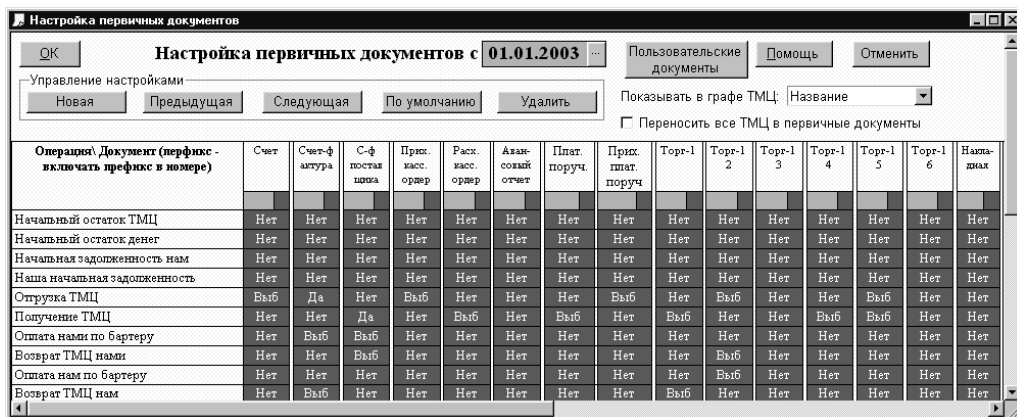 Настройка первичных документов
OK
Настройка первичных документов с 01.01.2003 ...
Пользовательские документы
Помощь
Отменить
Управление настройками
Новая Предыдущая Следующая По умолчанию Удалить
Показывать в графе ТМЦ: Название
Переносить все ТМЦ в первичные документы
Операция\ Документ (перфикс - включать префикс в номере) Счет Счет-ф актура С-ф постав щика Прих. касс. ордер Расх. касс. ордер Аван- совый отчет Плат. поруч. Прих. плат. поруч Торг-1 Торг-1 2 Торг-1 3 Торг-1 4 Торг-1 5 Торг-1 6 Накла- дная
Начальный остаток ТМЦ Нет Нет Нет Нет Нет Нет Нет Нет Нет Нет Нет Нет Нет Нет Нет
Начальный остаток денег Нет Нет Нет Нет Нет Нет Нет Нет Нет Нет Нет Нет Нет Нет Нет
Начальная задолженность нам Нет Нет Нет Нет Нет Нет Нет Нет Нет Нет Нет Нет Нет Нет Нет
Наша начальная задолженность Нет Нет Нет Нет Нет Нет Нет Нет Нет Нет Нет Нет Нет Нет Нет
Отгрузка ТМЦ Выб Да Нет Выб Нет Нет Нет Выб Нет Выб Нет Нет Выб Нет Нет
Получение ТМЦ Нет Нет Да Нет Выб Нет Выб Нет Выб Нет Нет Выб Выб Нет Нет
Оплата нами по бартеру Нет Выб Выб Нет Нет Нет Нет Нет Нет Нет Нет Нет Нет Нет Нет
Возврат ТМЦ нами Нет Нет Выб Нет Нет Нет Нет Нет Нет Выб Нет Нет Нет Нет Нет
Оплата нам по бартеру Нет Нет Нет Нет Нет Нет Нет Нет Нет Выб Нет Нет Нет Нет Нет
Возврат ТМЦ нам Нет Выб Нет Нет Нет Нет Нет Нет Выб Нет Нет Нет Нет Нет Нет